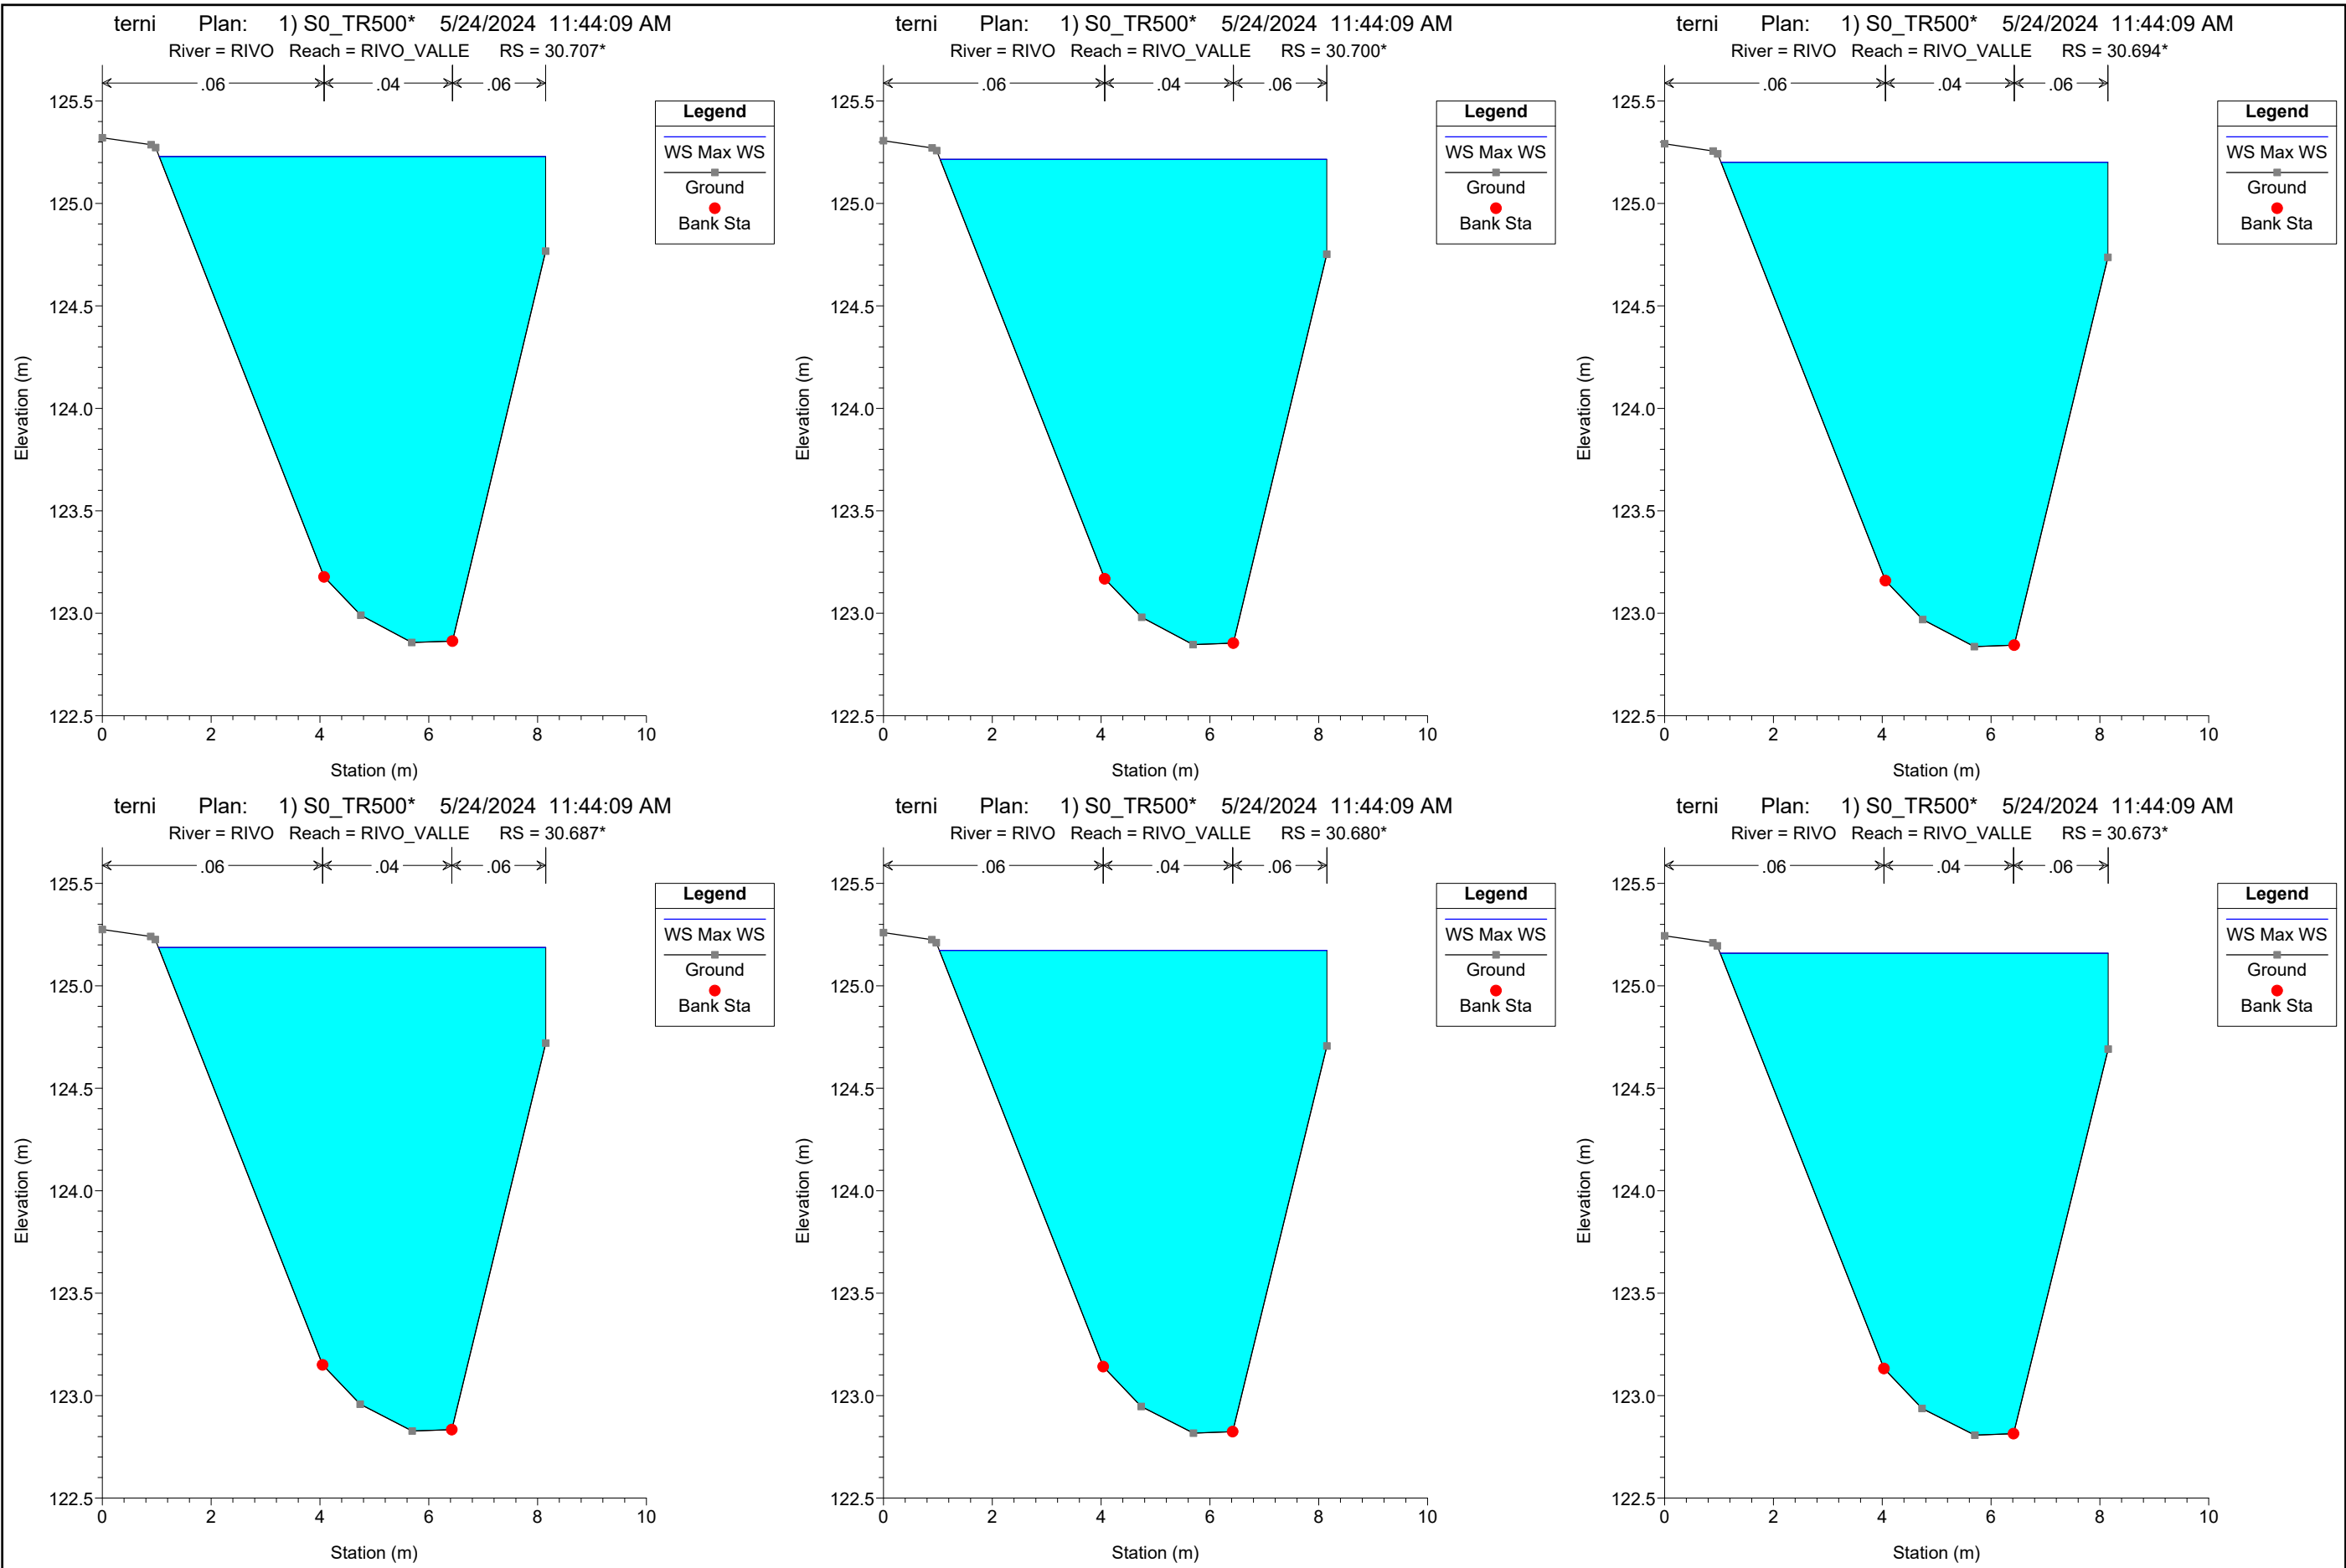 terni Plan: 1) S0_TR500* 5/24/2024 11:44:09 AM
River = RIVO Reach = RIVO_VALLE RS = 30.707*
.06 .04 .06
125.5
125.0
124.5
124.0
123.5
123.0
122.5
0 2 4 6 8 10
Station (m)
Elevation (m)
Legend
WS Max WS
Ground
Bank Sta
terni Plan: 1) S0_TR500* 5/24/2024 11:44:09 AM
River = RIVO Reach = RIVO_VALLE RS = 30.700*
.06 .04 .06
125.5
125.0
124.5
124.0
123.5
123.0
122.5
0 2 4 6 8 10
Station (m)
Elevation (m)
Legend
WS Max WS
Ground
Bank Sta
terni Plan: 1) S0_TR500* 5/24/2024 11:44:09 AM
River = RIVO Reach = RIVO_VALLE RS = 30.694*
.06 .04 .06
125.5
125.0
124.5
124.0
123.5
123.0
122.5
0 2 4 6 8 10
Station (m)
Elevation (m)
Legend
WS Max WS
Ground
Bank Sta
terni Plan: 1) S0_TR500* 5/24/2024 11:44:09 AM
River = RIVO Reach = RIVO_VALLE RS = 30.687*
.06 .04 .06
125.5
125.0
124.5
124.0
123.5
123.0
122.5
0 2 4 6 8 10
Station (m)
Elevation (m)
Legend
WS Max WS
Ground
Bank Sta
terni Plan: 1) S0_TR500* 5/24/2024 11:44:09 AM
River = RIVO Reach = RIVO_VALLE RS = 30.680*
.06 .04 .06
125.5
125.0
124.5
124.0
123.5
123.0
122.5
0 2 4 6 8 10
Station (m)
Elevation (m)
Legend
WS Max WS
Ground
Bank Sta
terni Plan: 1) S0_TR500* 5/24/2024 11:44:09 AM
River = RIVO Reach = RIVO_VALLE RS = 30.673*
.06 .04 .06
125.5
125.0
124.5
124.0
123.5
123.0
122.5
0 2 4 6 8 10
Station (m)
Elevation (m)
Legend
WS Max WS
Ground
Bank Sta